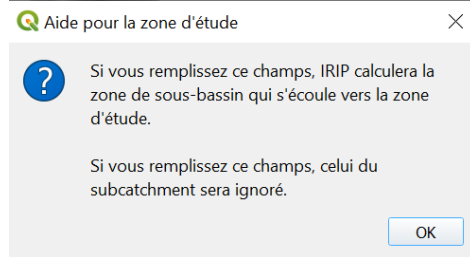 Aide pour la zone d'étude
Si vous remplissez ce champs, IRIP calculera la
zone de sous-bassin qui s'écoule vers la zone
d'étude.
Si vous remplissez ce champs, celui du
subcatchment sera ignoré.
OK